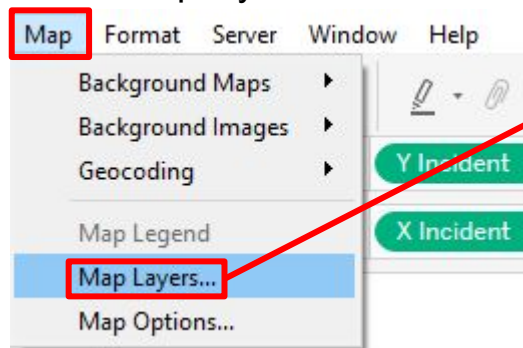 Map Format Server Window Help
Background Maps
Background Images
Y Incident
Geocoding
X Incident
Map Legend
Map Layers...
Map Options...